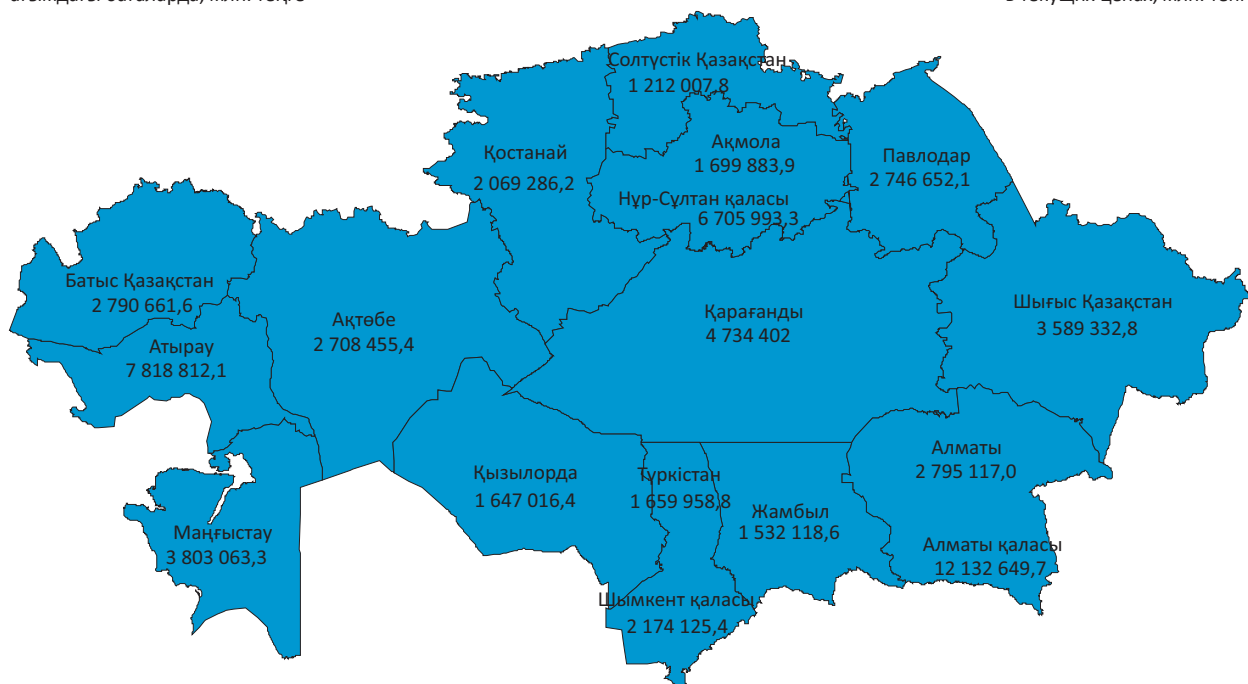 Солтүстік Қазақстан
1 212 007,8
Ақмола
1 699 883,9
Қостанай
2 069 286,2
Павлодар
2 746 652,1
Нұр-Сұлтан қаласы
6 705 993,3
Батыс Қазақстан
2 790 661,6
Ақтөбе
2 708 455,4
Қарағанды
4 734 402
Шығыс Қазақстан
3 589 332,8
Атырау
7 818 812,1
Алматы
2 795 117,0
Қызылорда
1 647 016,4
Түркістан
1 659 958,8
Жамбыл
1 532 118,6
Маңғыстау
3 803 063,3
Алматы қаласы
12 132 649,7
Шымкент қаласы
2 174 125,4